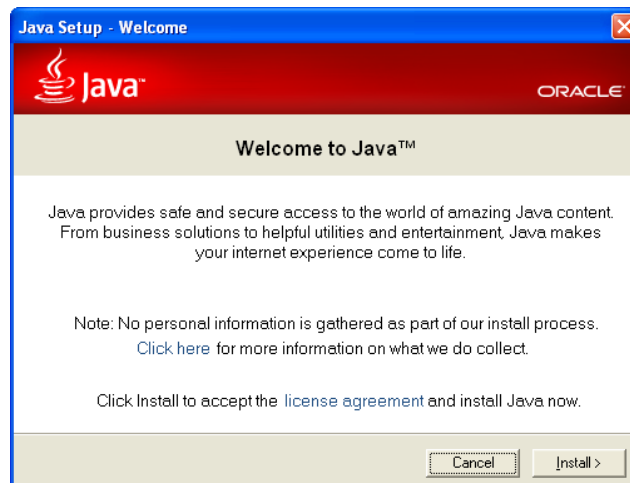 Java Setup - Welcome
Java™
ORACLE
Welcome to Java™
Java provides safe and secure access to the world of amazing Java content.
From business solutions to helpful utilities and entertainment, Java makes
your internet experience come to life.
Note: No personal information is gathered as part of our install process.
Click here for more information on what we do collect.
Click Install to accept the license agreement and install Java now.
Cancel
Install >